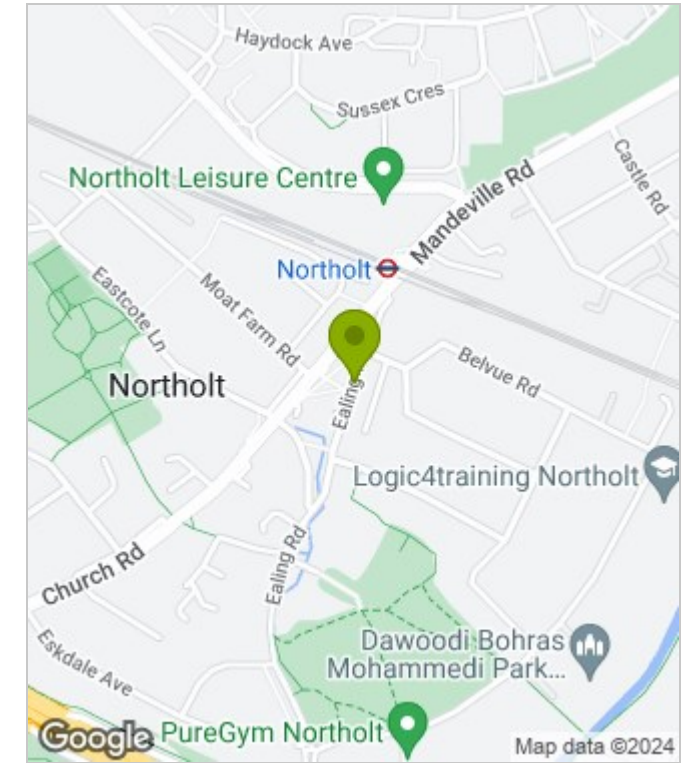 Haydock Ave
Sussex Cres
Castle Rd
Northolt Leisure Centre
Mandeville Rd
Northolt
Eastcote Ln
Moat Farm Rd
Belvue Rd
Northolt
Ealing
Logic4training Northolt
Church Rd
Ealing Rd
Eskdale Ave
Dawoodi Bohras
Mohammedi Park...
PureGym Northolt
Google
Map data ©2024